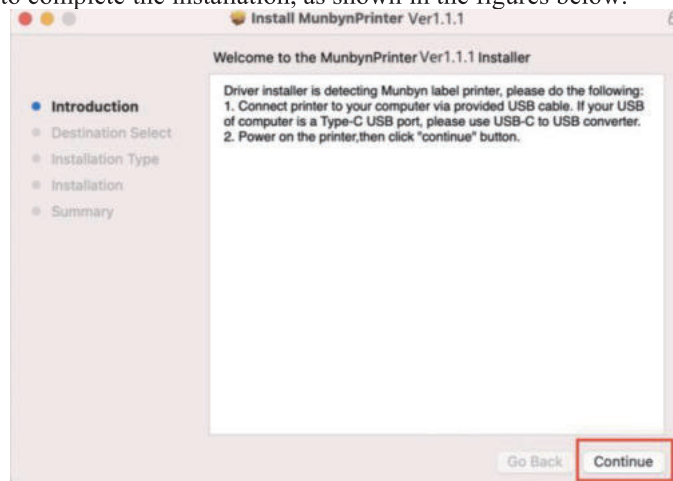 to complete the installation, as shown in the figures below:
Install MunbynPrinter Ver1.1.1
Welcome to the MunbynPrinter Ver1.1.1 Installer
Introduction
Destination Select
Installation Type
Installation
Summary
Driver installer is detecting Munbyn label printer, please do the following:
1. Connect printer to your computer via provided USB cable. If your USB
of computer is a Type-C USB port, please use USB-C to USB converter.
2. Power on the printer,then click "continue" button.
Go Back
Continue